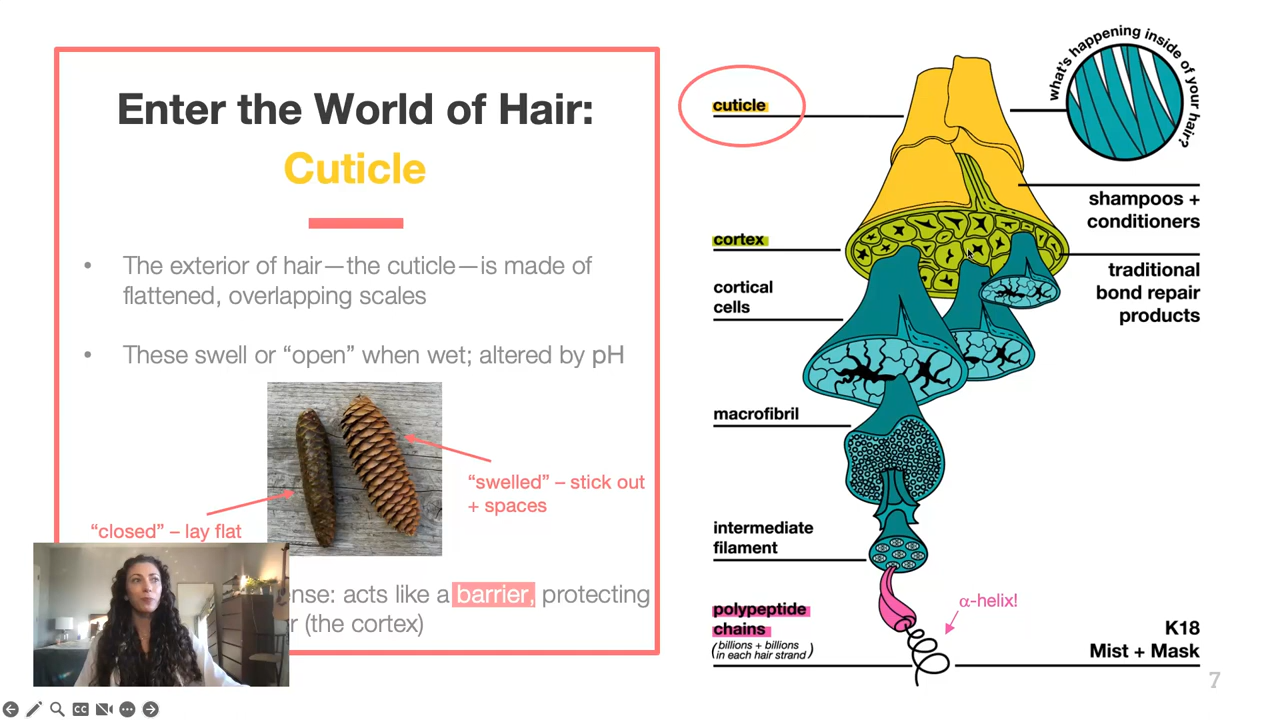 Enter the World of Hair:
Cuticle
• The exterior of hair—the cuticle—is made of
flattened, overlapping scales
• These swell or “open” when wet; altered by pH
“swelled” – stick out
+ spaces
“closed” – lay flat
acts like a barrier, protecting
(the cortex)
what's happening inside of your hair?
cuticle
shampoos +
conditioners
cortex
traditional
bond repair
products
cortical
cells
macrofibril
intermediate
filament
polypeptide
chains
(billions + billions
in each hair strand)
α-helix!
K18
Mist + Mask
7
CC